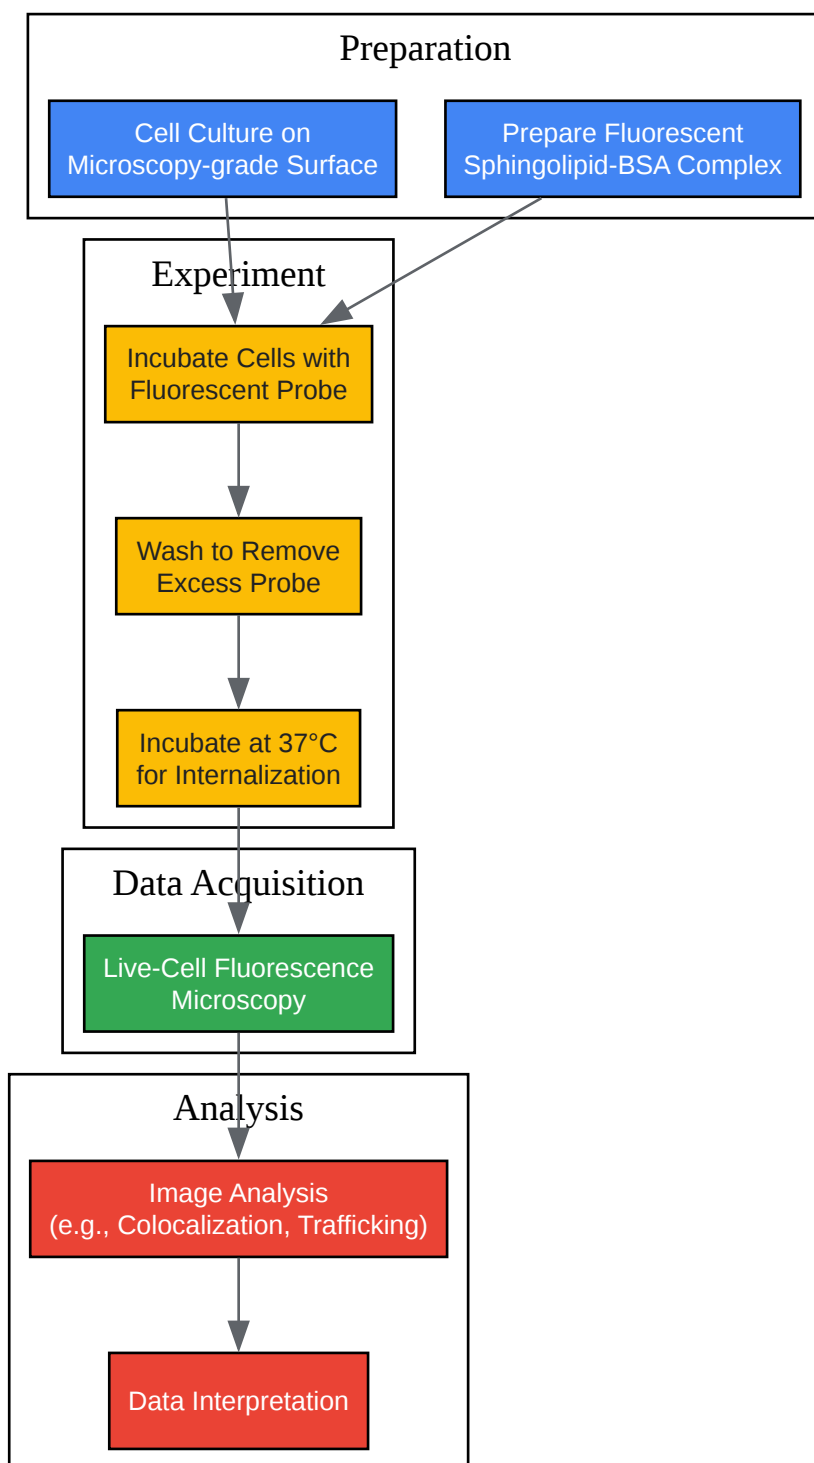 Preparation
Cell Culture on
Microscopy-grade Surface
Prepare Fluorescent
Sphingolipid-BSA Complex
Experiment
Incubate Cells with
Fluorescent Probe
Wash to Remove
Excess Probe
Incubate at 37°C
for Internalization
Data Acquisition
Live-Cell Fluorescence
Microscopy
Analysis
Image Analysis
(e.g., Colocalization, Trafficking)
Data Interpretation